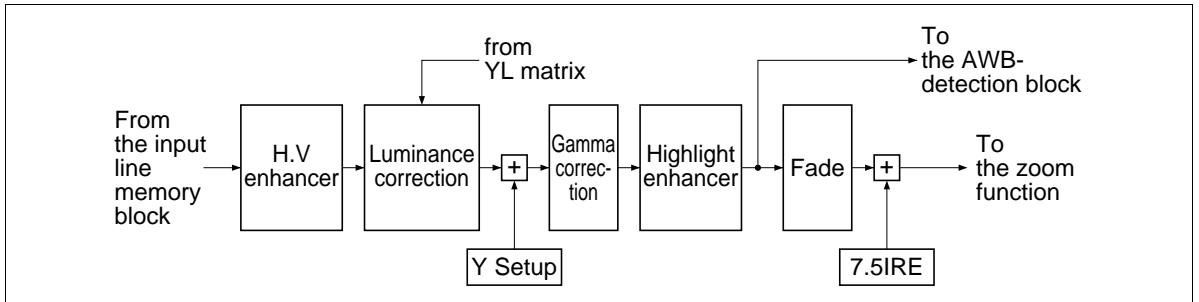 From
the input
line
memory
block
H.V
enhancer
from
YL matrix
Luminance
correction
+
Y Setup
Gamma
correc-
tion
Highlight
enhancer
To
the AWB-
detection block
Fade
+
7.5IRE
To
the zoom
function